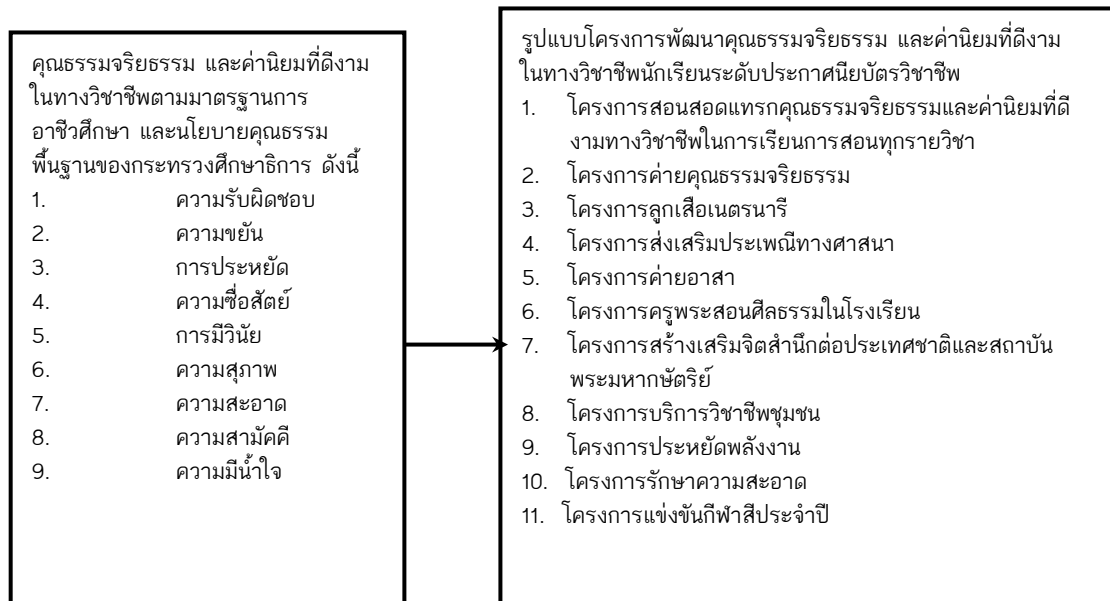 คุณธรรมจริยธรรม และค่านิยมที่ดีงาม
ในทางวิชาชีพตามมาตรฐานการ
อาชีวศึกษา และนโยบายคุณธรรม
พื้นฐานของกระทรวงศึกษาธิการ ดังนี้
1. ความรับผิดชอบ
2. ความขยัน
3. การประหยัด
4. ความซื่อสัตย์
5. การมีวินัย
6. ความสุภาพ
7. ความสะอาด
8. ความสามัคคี
9. ความมีน้ำใจ
รูปแบบโครงการพัฒนาคุณธรรมจริยธรรม และค่านิยมที่ดีงาม
ในทางวิชาชีพนักเรียนระดับประกาศนียบัตรวิชาชีพ
1. โครงการสอนสอดแทรกคุณธรรมจริยธรรมและค่านิยมที่ดี
งามทางวิชาชีพในการเรียนการสอนทุกรายวิชา
2. โครงการค่ายคุณธรรมจริยธรรม
3. โครงการลูกเสือเนตรนารี
4. โครงการส่งเสริมประเพณีทางศาสนา
5. โครงการค่ายอาสา
6. โครงการครูพระสอนศีลธรรมในโรงเรียน
7. โครงการสร้างเสริมจิตสำนึกต่อประเทศชาติและสถาบัน
พระมหากษัตริย์
8. โครงการบริการวิชาชีพชุมชน
9. โครงการประหยัดพลังงาน
10. โครงการรักษาความสะอาด
11. โครงการแข่งขันกีฬาสีประจำปี